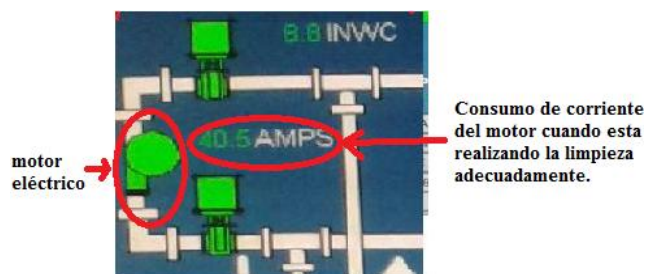 8.8 INWC
40.5 AMPS
motor
eléctrico
Consumo de corriente
del motor cuando esta
realizando la limpieza
adecuadamente.